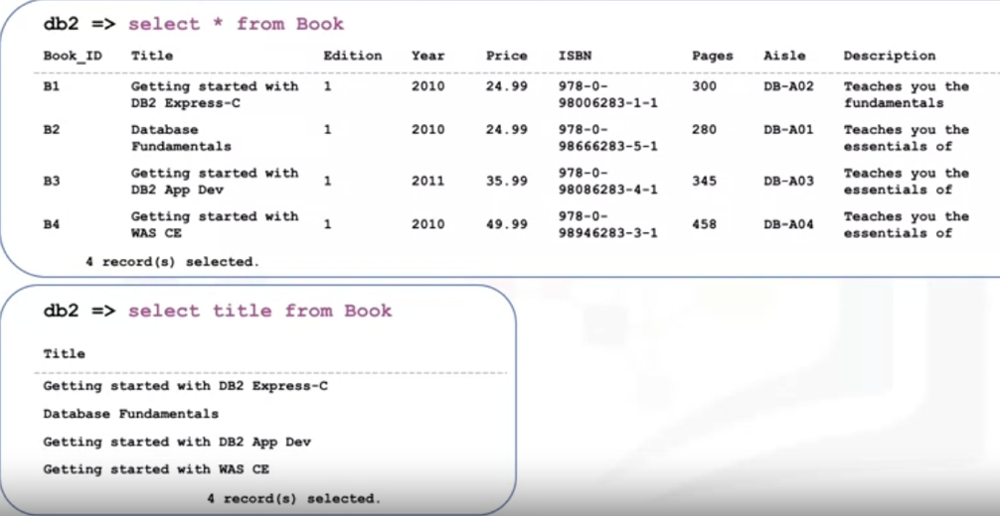 db2 => select * from Book
Book_ID Title Edition Year Price ISBN Pages Aisle Description
B1 Getting started with DB2 Express-C 1 2010 24.99 978-0-98006283-1-1 300 DB-A02 Teaches you the fundamentals
B2 Database Fundamentals 1 2010 24.99 978-0-98666283-5-1 280 DB-A01 Teaches you the essentials of
B3 Getting started with DB2 App Dev 1 2011 35.99 978-0-98086283-4-1 345 DB-A03 Teaches you the essentials of
B4 Getting started with WAS CE 1 2010 49.99 978-0-98946283-3-1 458 DB-A04 Teaches you the essentials of
4 record(s) selected.
db2 => select title from Book
Title
Getting started with DB2 Express-C
Database Fundamentals
Getting started with DB2 App Dev
Getting started with WAS CE
4 record(s) selected.